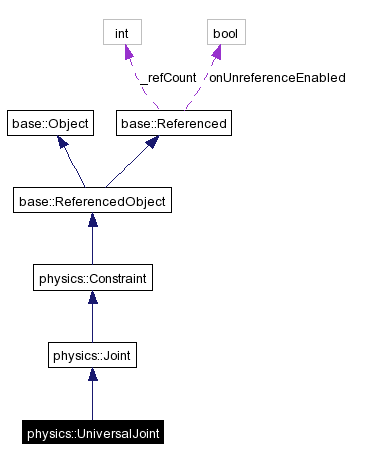 int
bool
_refCount
onUnreferenceEnabled
base::Object
base::Referenced
base::ReferencedObject
physics::Constraint
physics::Joint
physics::UniversalJoint